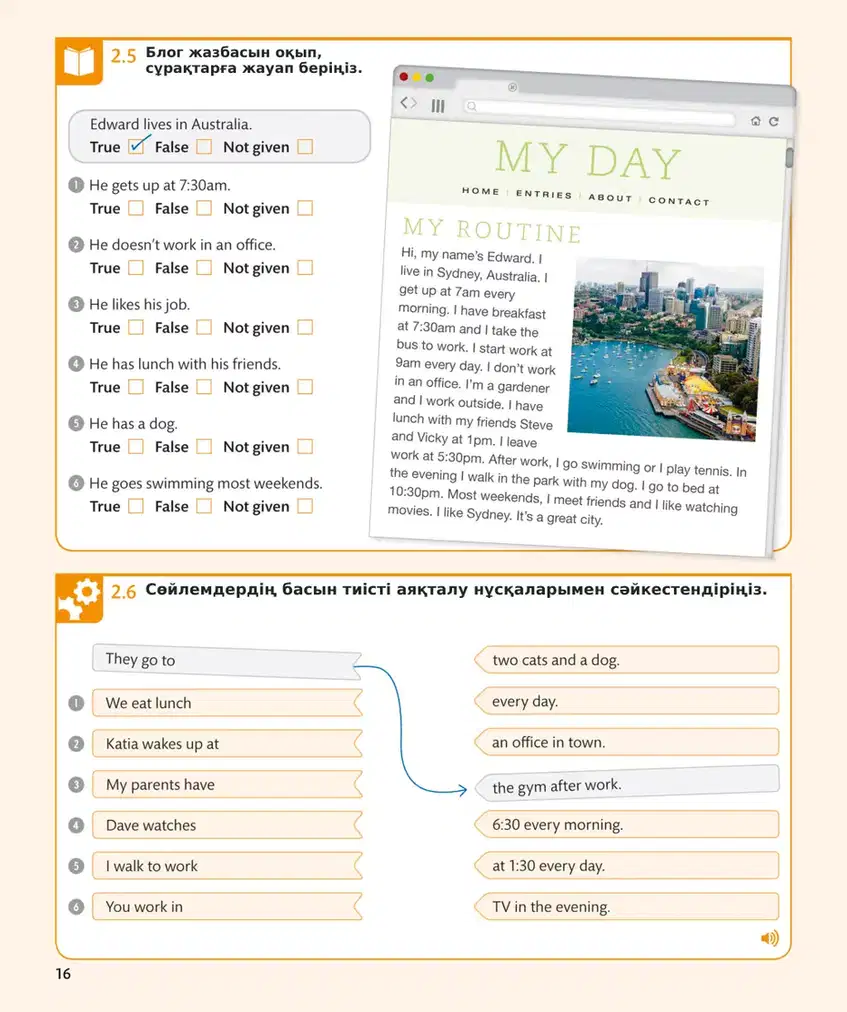 2.5 Блог жазбасын оқып,
сұрақтарға жауап беріңіз.
Edward lives in Australia.
True False Not given
1 He gets up at 7:30am.
True False Not given
2 He doesn't work in an office.
True False Not given
3 He likes his job.
True False Not given
4 He has lunch with his friends.
True False Not given
5 He has a dog.
True False Not given
6 He goes swimming most weekends.
True False Not given
MY DAY
HOME | ENTRIES | ABOUT | CONTACT
MY ROUTINE
Hi, my name's Edward. I
live in Sydney, Australia. I
get up at 7am every
morning. I have breakfast
at 7:30am and I take the
bus to work. I start work at
9am every day. I don't work
in an office. I'm a gardener
and I work outside. I have
lunch with my friends Steve
and Vicky at 1pm. I leave
work at 5:30pm. After work, I go swimming or I play tennis. In
the evening I walk in the park with my dog. I go to bed at
10:30pm. Most weekends, I meet friends and I like watching
movies. I like Sydney. It's a great city.
2.6 Сөйлемдердің басын тиісті аяқталу нұсқаларымен сәйкестендіріңіз.
They go to
1 We eat lunch
2 Katia wakes up at
3 My parents have
4 Dave watches
5 I walk to work
6 You work in
two cats and a dog.
every day.
an office in town.
the gym after work.
6:30 every morning.
at 1:30 every day.
TV in the evening.
16